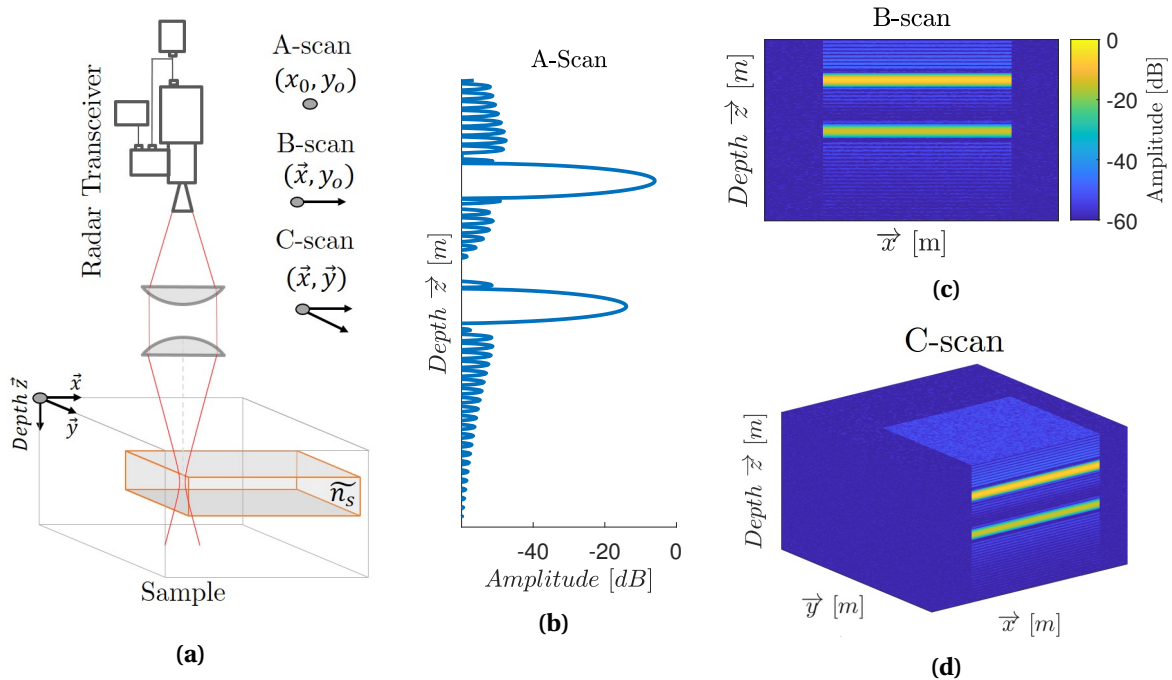 Radar Transceiver
A-scan
(x₀, yₒ)
B-scan
(x⃗, yₒ)
C-scan
(x⃗, y⃗)
Depth z⃗
x⃗
y⃗
ñₛ
Sample
(a)
A-Scan
Depth z⃗ [m]
-40 -20 0
Amplitude [dB]
(b)
B-scan
Depth z⃗ [m]
x⃗ [m]
0
-20
-40
-60
Amplitude [dB]
(c)
C-scan
Depth z⃗ [m]
y⃗ [m]
x⃗ [m]
(d)